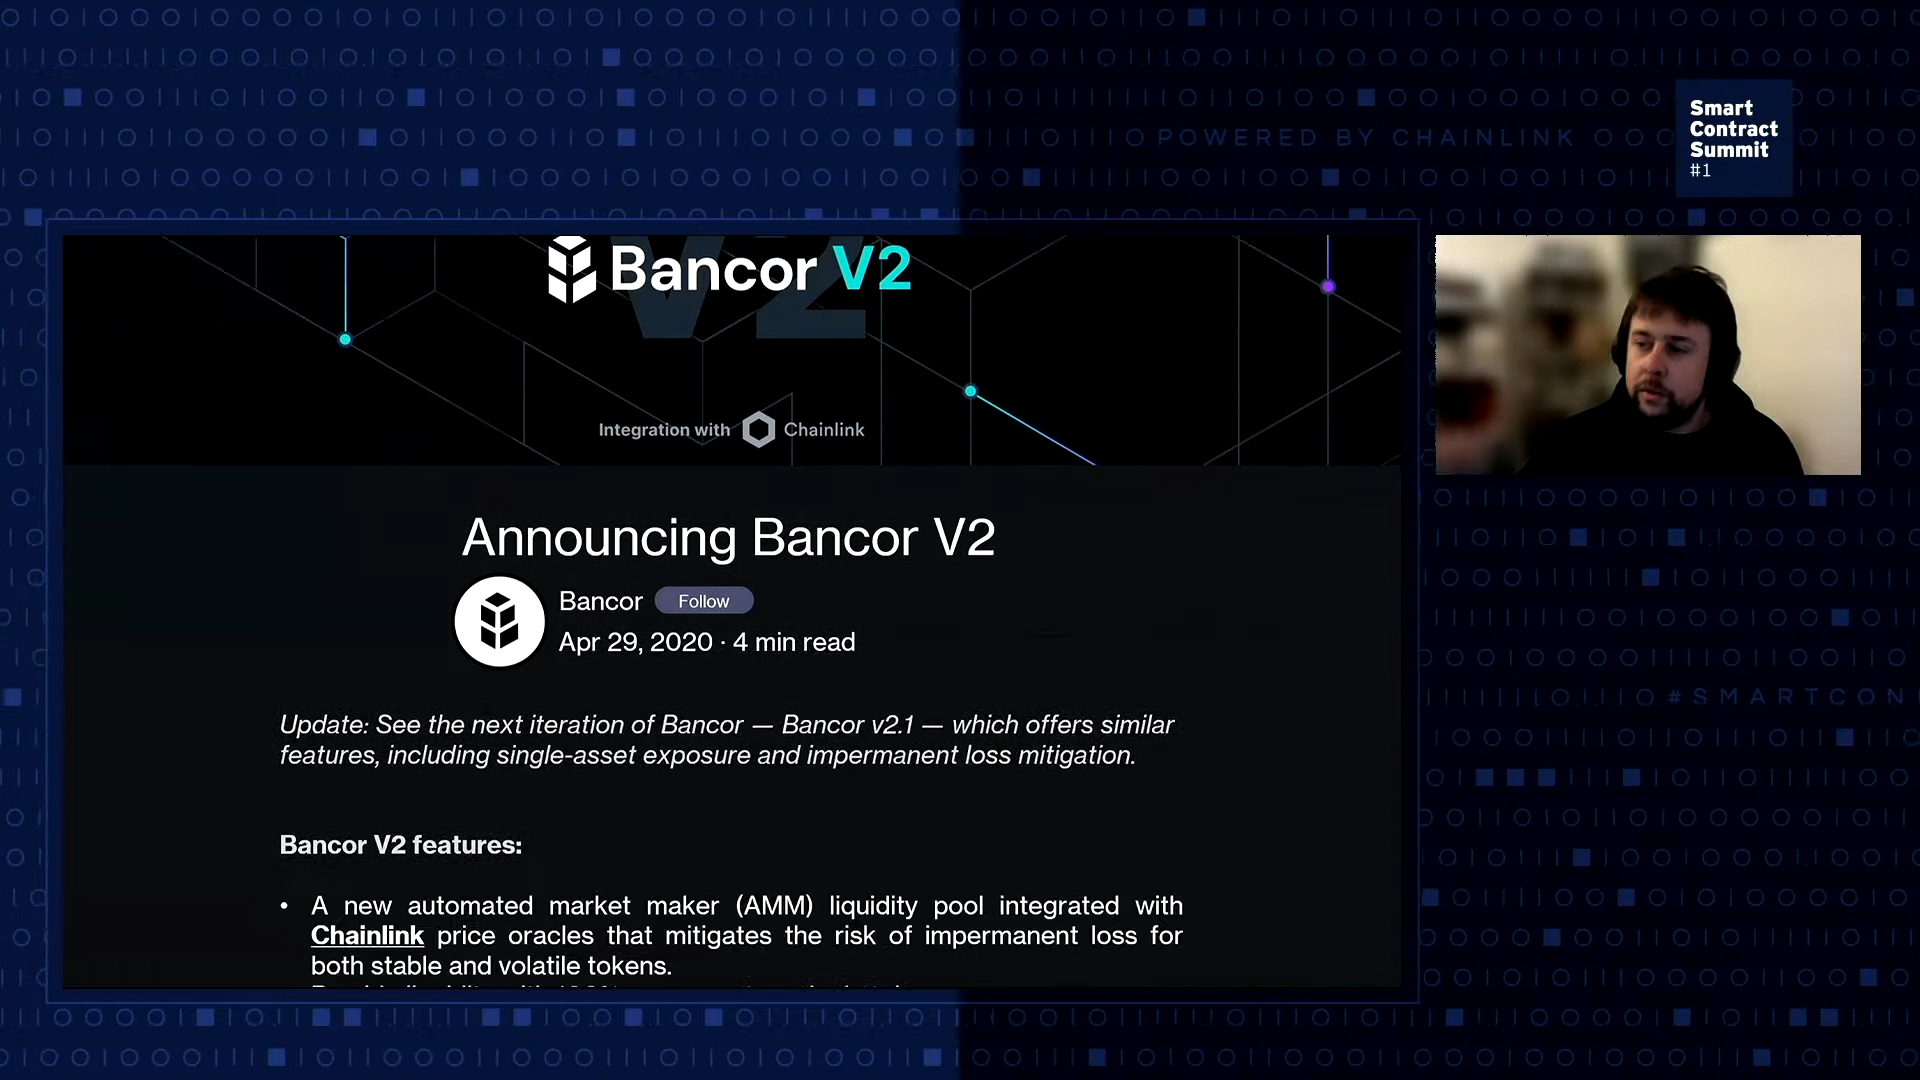 POWERED BY CHAINLINK
Smart
Contract
Summit
#1
Bancor V2
V2
Integration with Chainlink
Announcing Bancor V2
Bancor Follow
Apr 29, 2020 · 4 min read
Update: See the next iteration of Bancor — Bancor v2.1 — which offers similar
features, including single-asset exposure and impermanent loss mitigation.
#SMARTCON
Bancor V2 features:
• A new automated market maker (AMM) liquidity pool integrated with
Chainlink price oracles that mitigates the risk of impermanent loss for
both stable and volatile tokens.